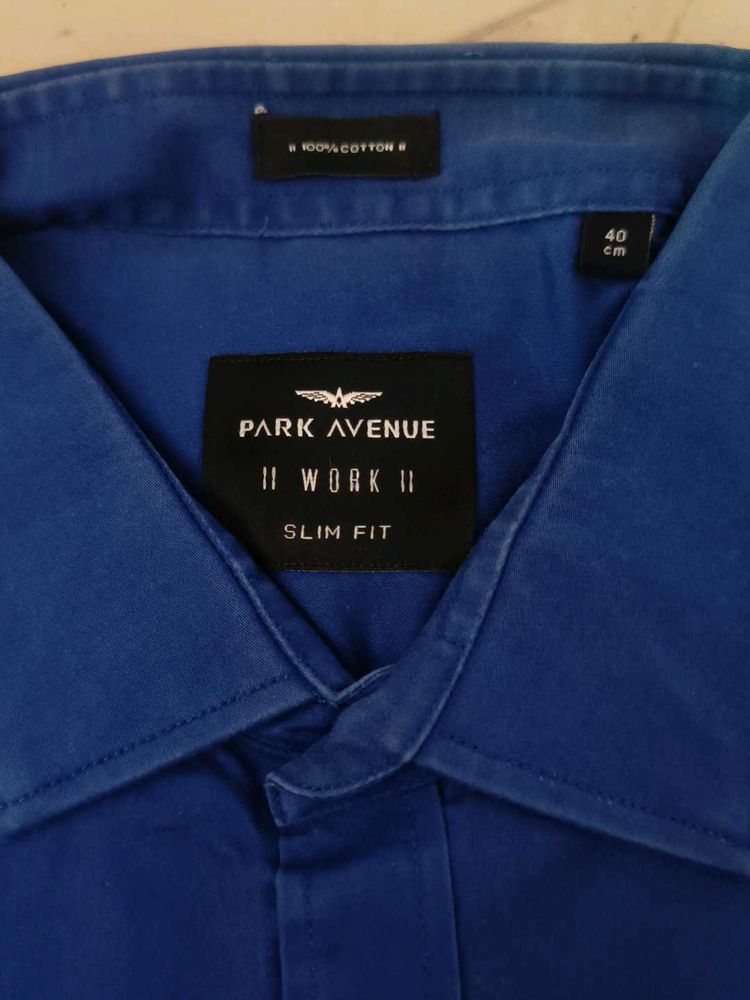 II 100% COTTON II
40
cm
PARK AVENUE
II WORK II
SLIM FIT